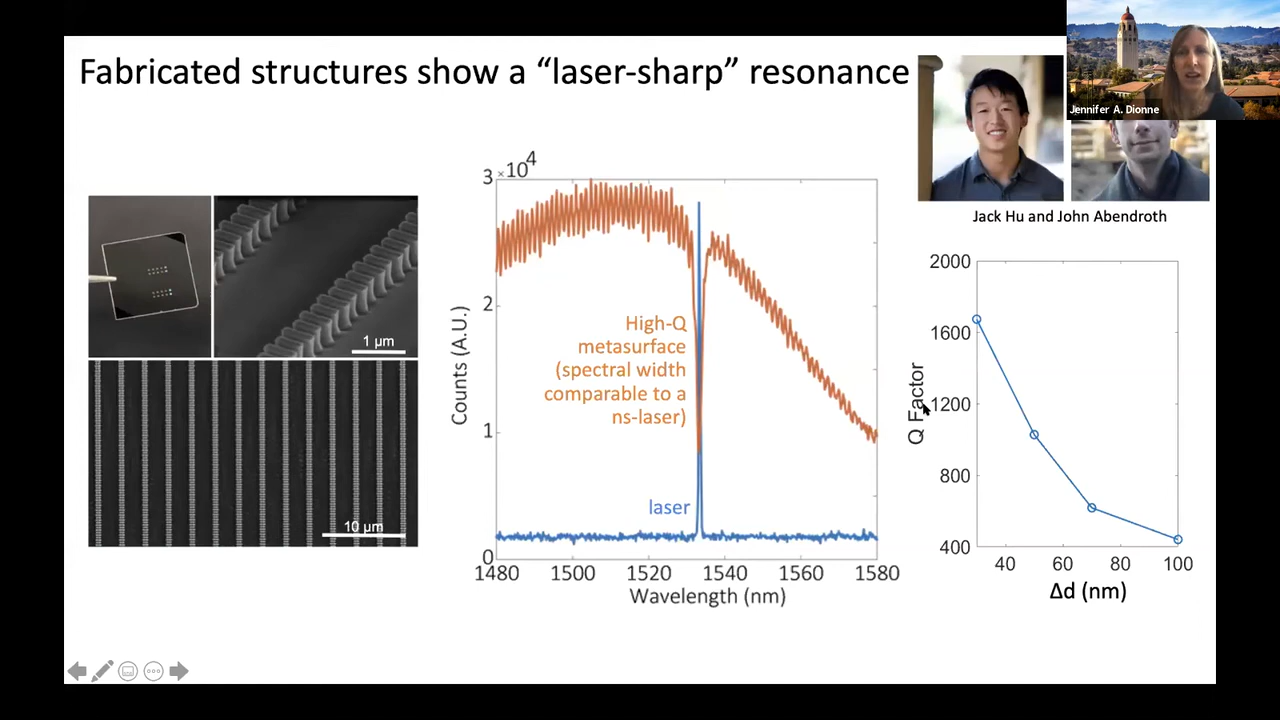 Fabricated structures show a “laser-sharp” resonance
Jennifer A. Dionne
Jack Hu and John Abendroth
1 µm
10 µm
3 ×10⁴
2
1
0
Counts (A.U.)
High-Q
metasurface
(spectral width
comparable to a
ns-laser)
laser
1480 1500 1520 1540 1560 1580
Wavelength (nm)
2000
1600
1200
800
400
Q Factor
40 60 80 100
Δd (nm)